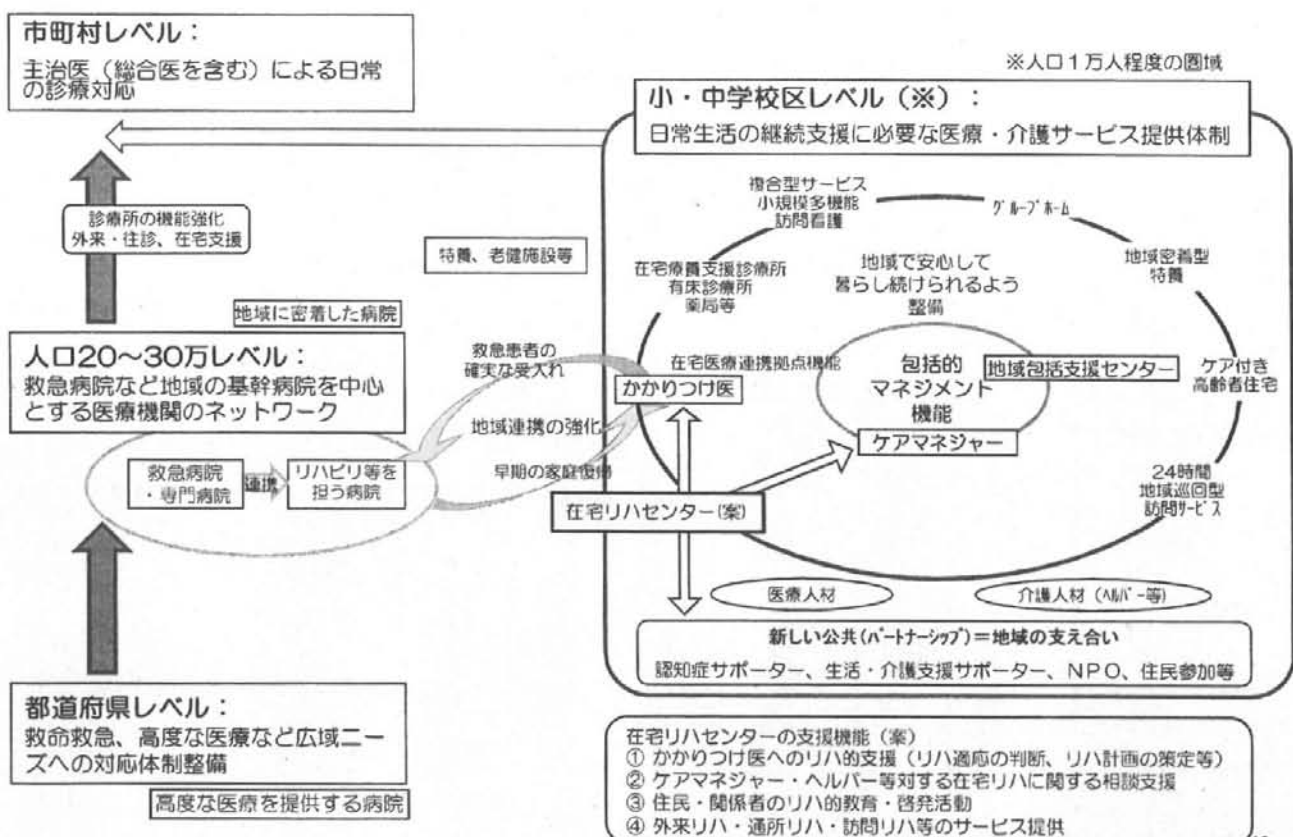 市町村レベル：
主治医（総合医を含む）による日常
の診療対応
診療所の機能強化
外来・往診、在宅支援
特養、老健施設等
地域に密着した病院
人口20～30万レベル：
救急病院など地域の基幹病院を中心
とする医療機関のネットワーク
救急病院
・専門病院
連携
リハビリ等を
担う病院
救急患者の
確実な受入れ
地域連携の強化
早期の家庭復帰
都道府県レベル：
救命救急、高度な医療など広域ニー
ズへの対応体制整備
高度な医療を提供する病院
※人口１万人程度の圏域
小・中学校区レベル（※）：
日常生活の継続支援に必要な医療・介護サービス提供体制
複合型サービス
小規模多機能
訪問看護
ｸﾞﾙｰﾌﾟﾎｰﾑ
在宅療養支援診療所
有床診療所
薬局等
地域で安心して
暮らし続けられるよう
整備
地域密着型
特養
在宅医療連携拠点機能
かかりつけ医
包括的
マネジメント
機能
地域包括支援センター
ケアマネジャー
ケア付き
高齢者住宅
在宅リハセンター(案)
24時間
地域巡回型
訪問ｻｰﾋﾞｽ
医療人材
介護人材（ﾍﾙﾊﾟｰ等)
新しい公共(ﾊﾟｰﾄﾅｰｼｯﾌﾟ)＝地域の支え合い
認知症サポーター、生活・介護支援サポーター、ＮＰＯ、住民参加等
在宅リハセンターの支援機能（案）
① かかりつけ医へのリハ的支援（リハ適応の判断、リハ計画の策定等）
② ケアマネジャー・ヘルパー等対する在宅リハに関する相談支援
③ 住民・関係者のリハ的教育・啓発活動
④ 外来リハ・通所リハ・訪問リハ等のサービス提供